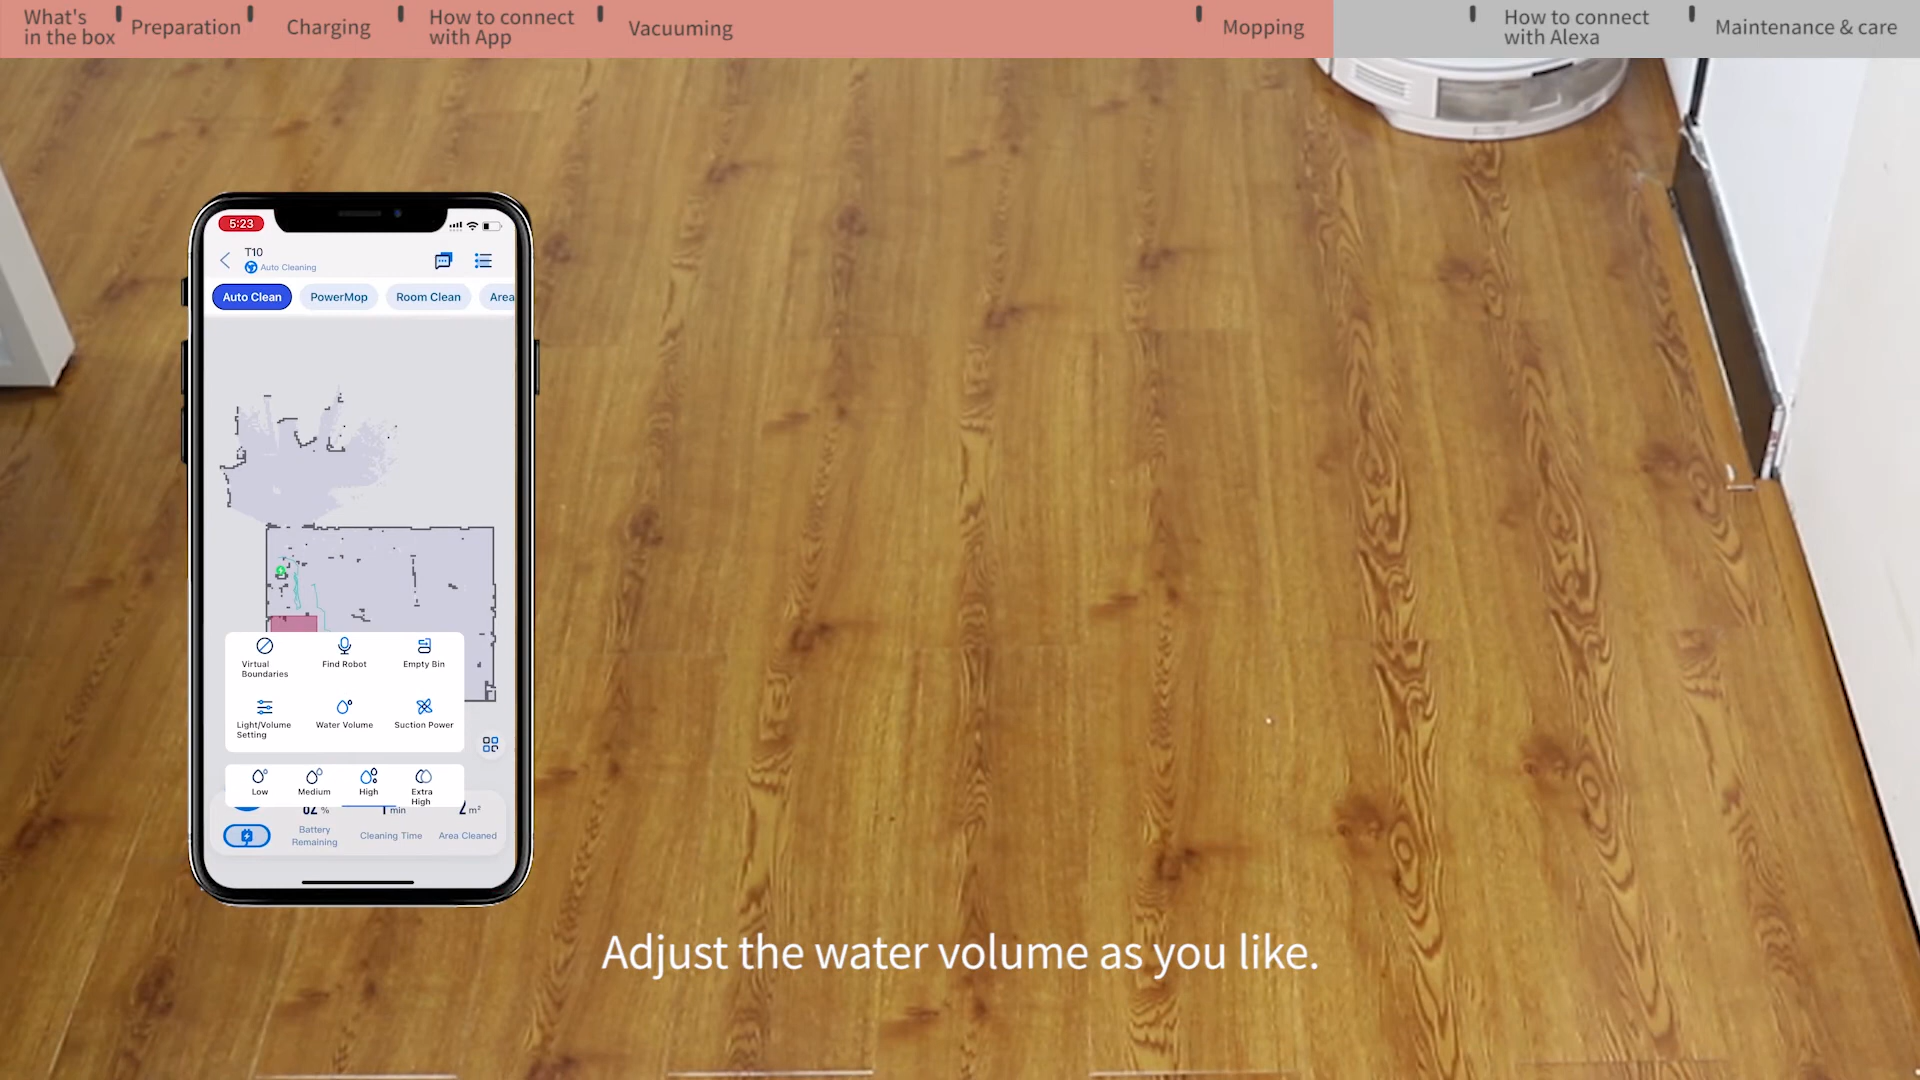 What's
in the box
Preparation
Charging
How to connect
with App
Vacuuming
Mopping
How to connect
with Alexa
Maintenance & care
5:23
T10
Auto Cleaning
Auto Clean
PowerMop
Room Clean
Area
Virtual
Boundaries
Find Robot
Empty Bin
Light/Volume
Setting
Water Volume
Suction Power
Low
Medium
High
Extra
High
62 %
1 min
2 m²
Battery
Remaining
Cleaning Time
Area Cleaned
Adjust the water volume as you like.